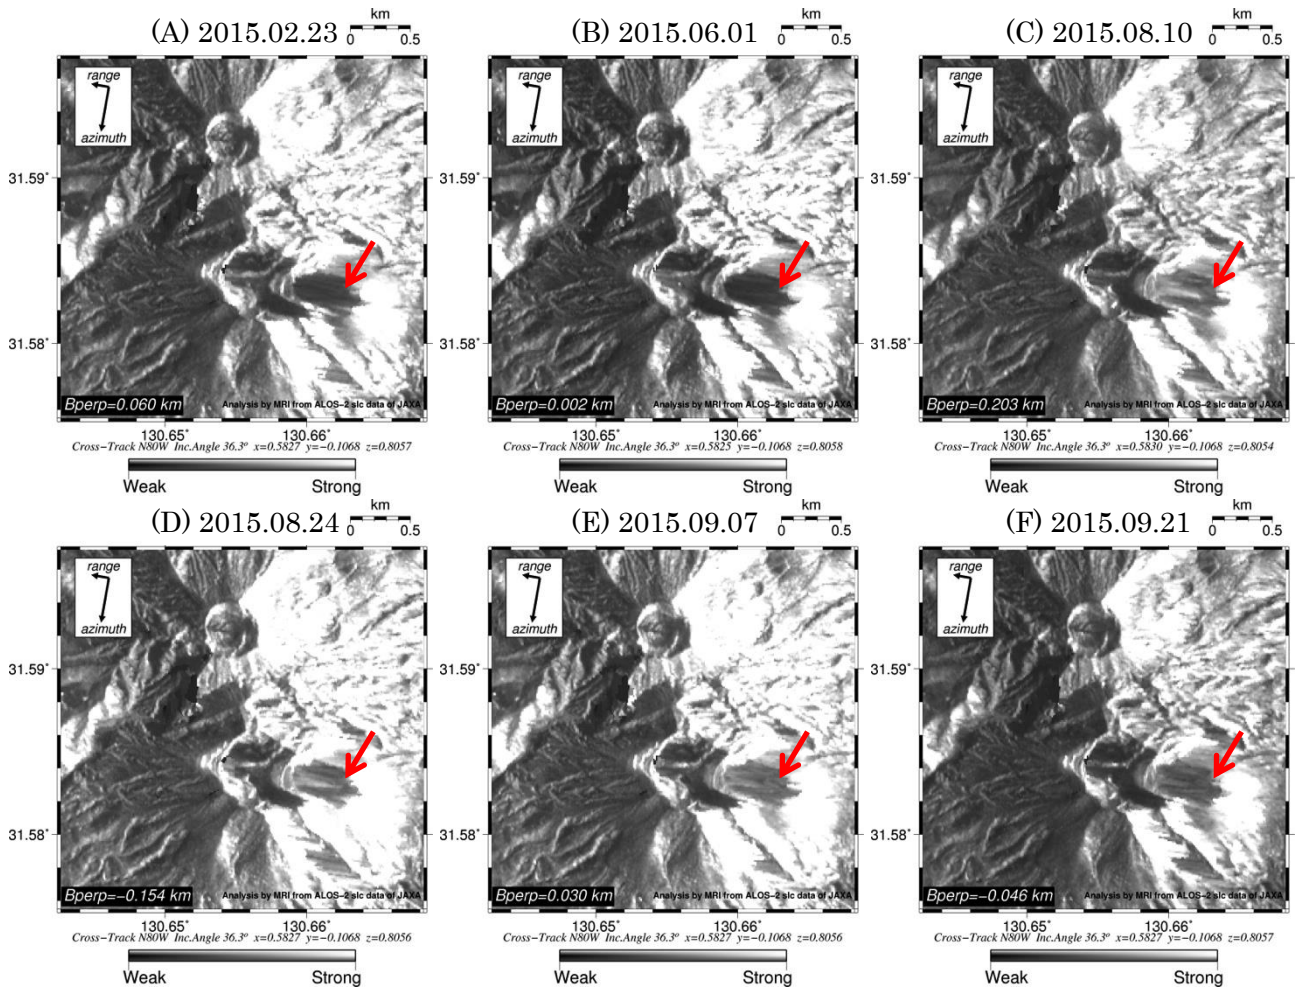 km
(A) 2015.02.23
0 0.5
range
azimuth
31.59°
31.58°
Bperp=0.060 km
Analysis by MRI from ALOS-2 slc data of JAXA
130.65° 130.66°
Cross-Track N80W Inc.Angle 36.3° x=0.5827 y=-0.1068 z=0.8057
Weak Strong
km
(B) 2015.06.01
0 0.5
range
azimuth
31.59°
31.58°
Bperp=0.002 km
Analysis by MRI from ALOS-2 slc data of JAXA
130.65° 130.66°
Cross-Track N80W Inc.Angle 36.3° x=0.5825 y=-0.1068 z=0.8058
Weak Strong
km
(C) 2015.08.10
0 0.5
range
azimuth
31.59°
31.58°
Bperp=0.203 km
Analysis by MRI from ALOS-2 slc data of JAXA
130.65° 130.66°
Cross-Track N80W Inc.Angle 36.3° x=0.5830 y=-0.1068 z=0.8054
Weak Strong
km
(D) 2015.08.24
0 0.5
range
azimuth
31.59°
31.58°
Bperp=-0.154 km
Analysis by MRI from ALOS-2 slc data of JAXA
130.65° 130.66°
Cross-Track N80W Inc.Angle 36.3° x=0.5827 y=-0.1068 z=0.8056
Weak Strong
km
(E) 2015.09.07
0 0.5
range
azimuth
31.59°
31.58°
Bperp=0.030 km
Analysis by MRI from ALOS-2 slc data of JAXA
130.65° 130.66°
Cross-Track N80W Inc.Angle 36.3° x=0.5827 y=-0.1068 z=0.8056
Weak Strong
km
(F) 2015.09.21
0 0.5
range
azimuth
Bperp=-0.046 km
Analysis by MRI from ALOS-2 slc data of JAXA
130.65° 130.66°
Cross-Track N80W Inc.Angle 36.3° x=0.5827 y=-0.1068 z=0.8057
Weak Strong